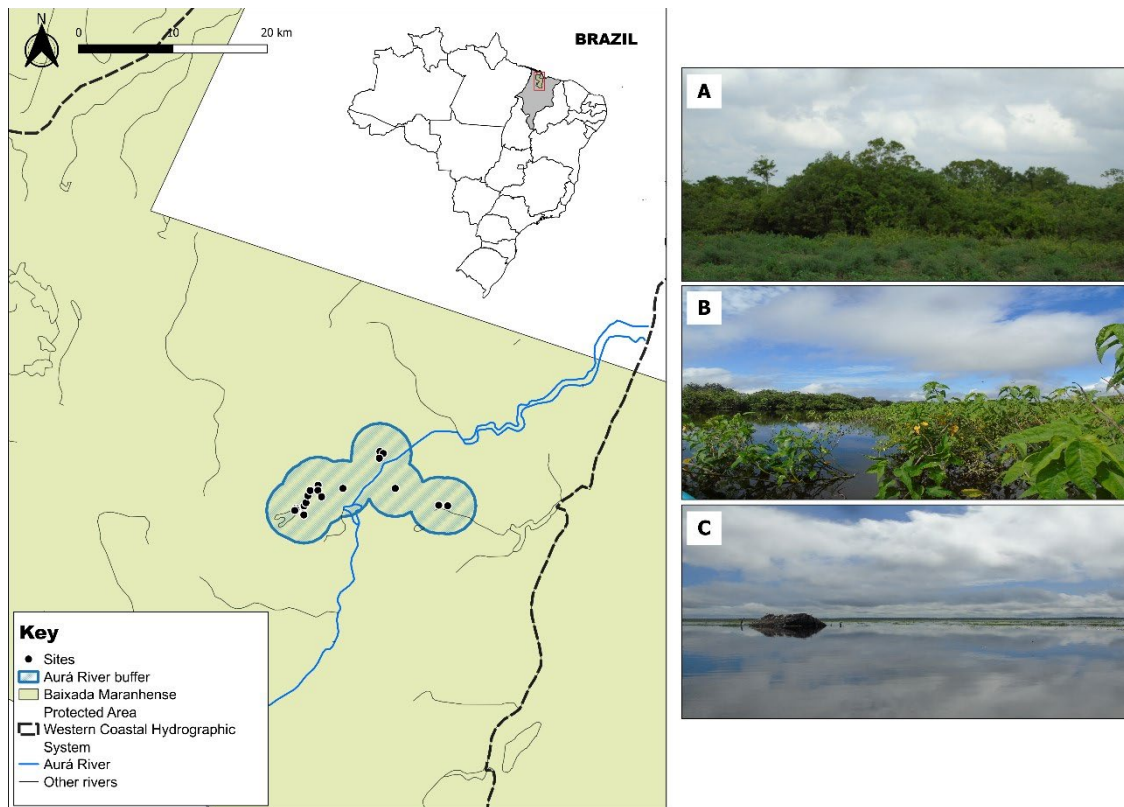 N
10
20 km
BRAZIL
A
B
C
Key
Sites
Aurá River buffer
Baixada Maranhense
Protected Area
Western Coastal Hydrographic
System
Aurá River
Other rivers